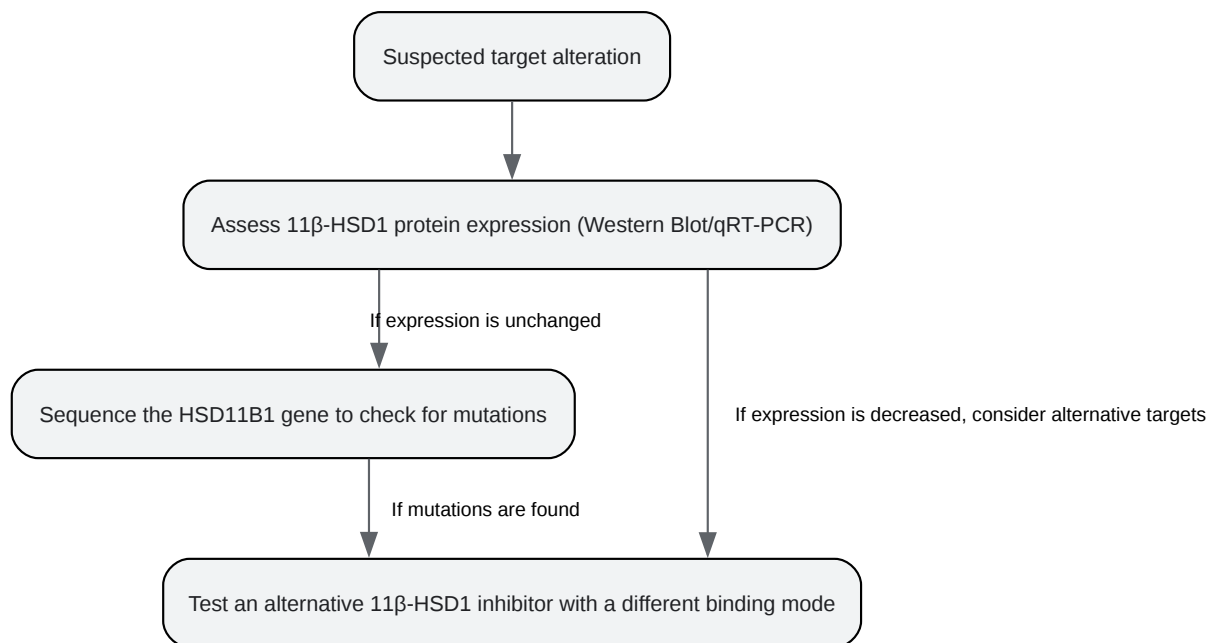 Suspected target alteration
Assess 11β-HSD1 protein expression (Western Blot/qRT-PCR)
If expression is unchanged
Sequence the HSD11B1 gene to check for mutations
If expression is decreased, consider alternative targets
If mutations are found
Test an alternative 11β-HSD1 inhibitor with a different binding mode